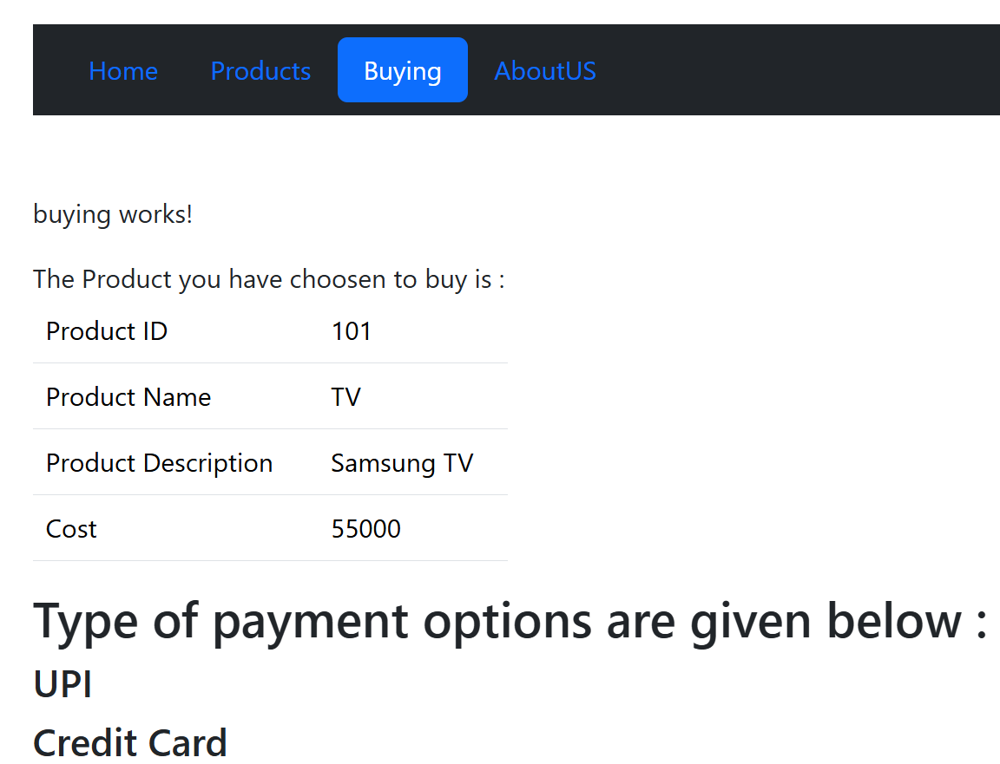 Home Products Buying AboutUS
buying works!
The Product you have choosen to buy is :
Product ID 101
Product Name TV
Product Description Samsung TV
Cost 55000
Type of payment options are given below :
UPI
Credit Card